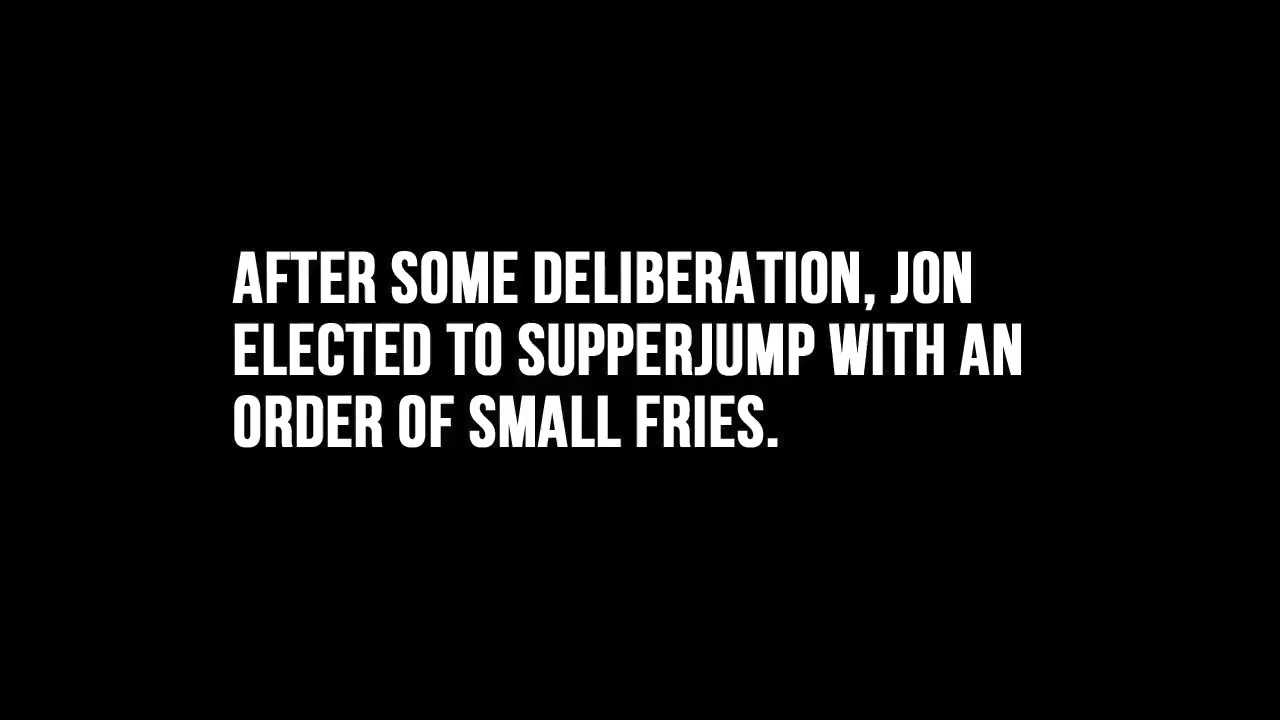 AFTER SOME DELIBERATION, JON
ELECTED TO SUPPERJUMP WITH AN
ORDER OF SMALL FRIES.